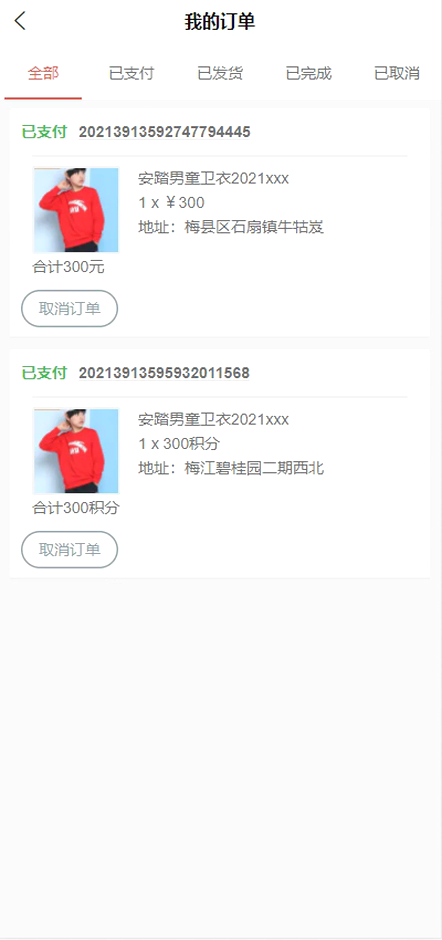 我的订单
全部 已支付 已发货 已完成 已取消
已支付 20213913592747794445
安踏男童卫衣2021xxx
1 x ￥300
地址：梅县区石扇镇牛牯岌
合计300元
取消订单
已支付 20213913595932011568
安踏男童卫衣2021xxx
1 x 300积分
地址：梅江碧桂园二期西北
合计300积分
取消订单